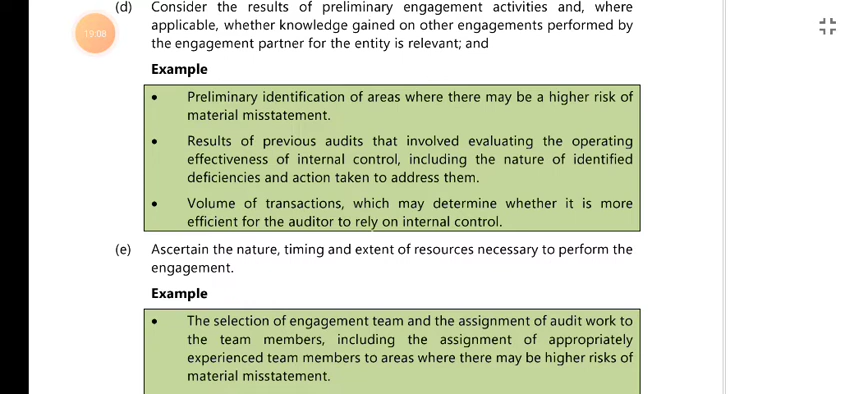 (d) Consider the results of preliminary engagement activities and, where
applicable, whether knowledge gained on other engagements performed by
the engagement partner for the entity is relevant; and
19:08
Example
• Preliminary identification of areas where there may be a higher risk of
material misstatement.
• Results of previous audits that involved evaluating the operating
effectiveness of internal control, including the nature of identified
deficiencies and action taken to address them.
• Volume of transactions, which may determine whether it is more
efficient for the auditor to rely on internal control.
(e) Ascertain the nature, timing and extent of resources necessary to perform the
engagement.
Example
• The selection of engagement team and the assignment of audit work to
the team members, including the assignment of appropriately
experienced team members to areas where there may be higher risks of
material misstatement.